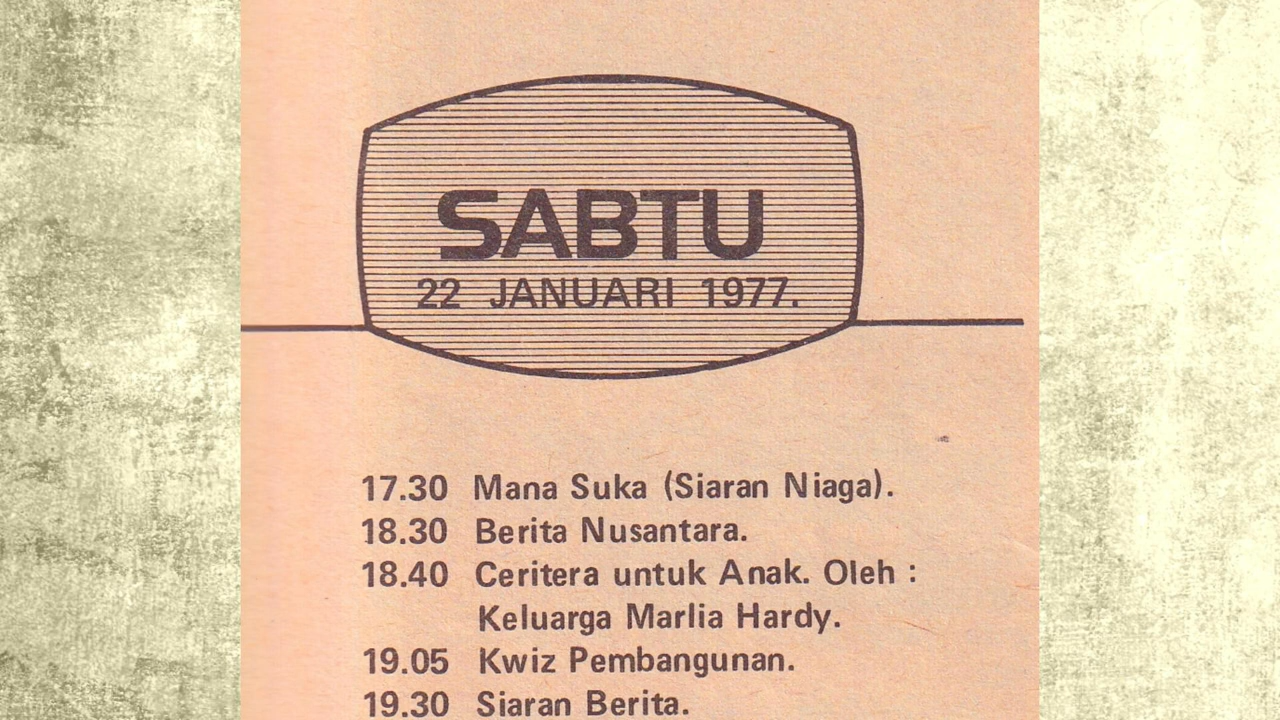 SABTU
22 JANUARI 1977.
17.30 Mana Suka (Siaran Niaga).
18.30 Berita Nusantara.
18.40 Ceritera untuk Anak. Oleh :
Keluarga Marlia Hardy.
19.05 Kwiz Pembangunan.
19.30 Siaran Berita.